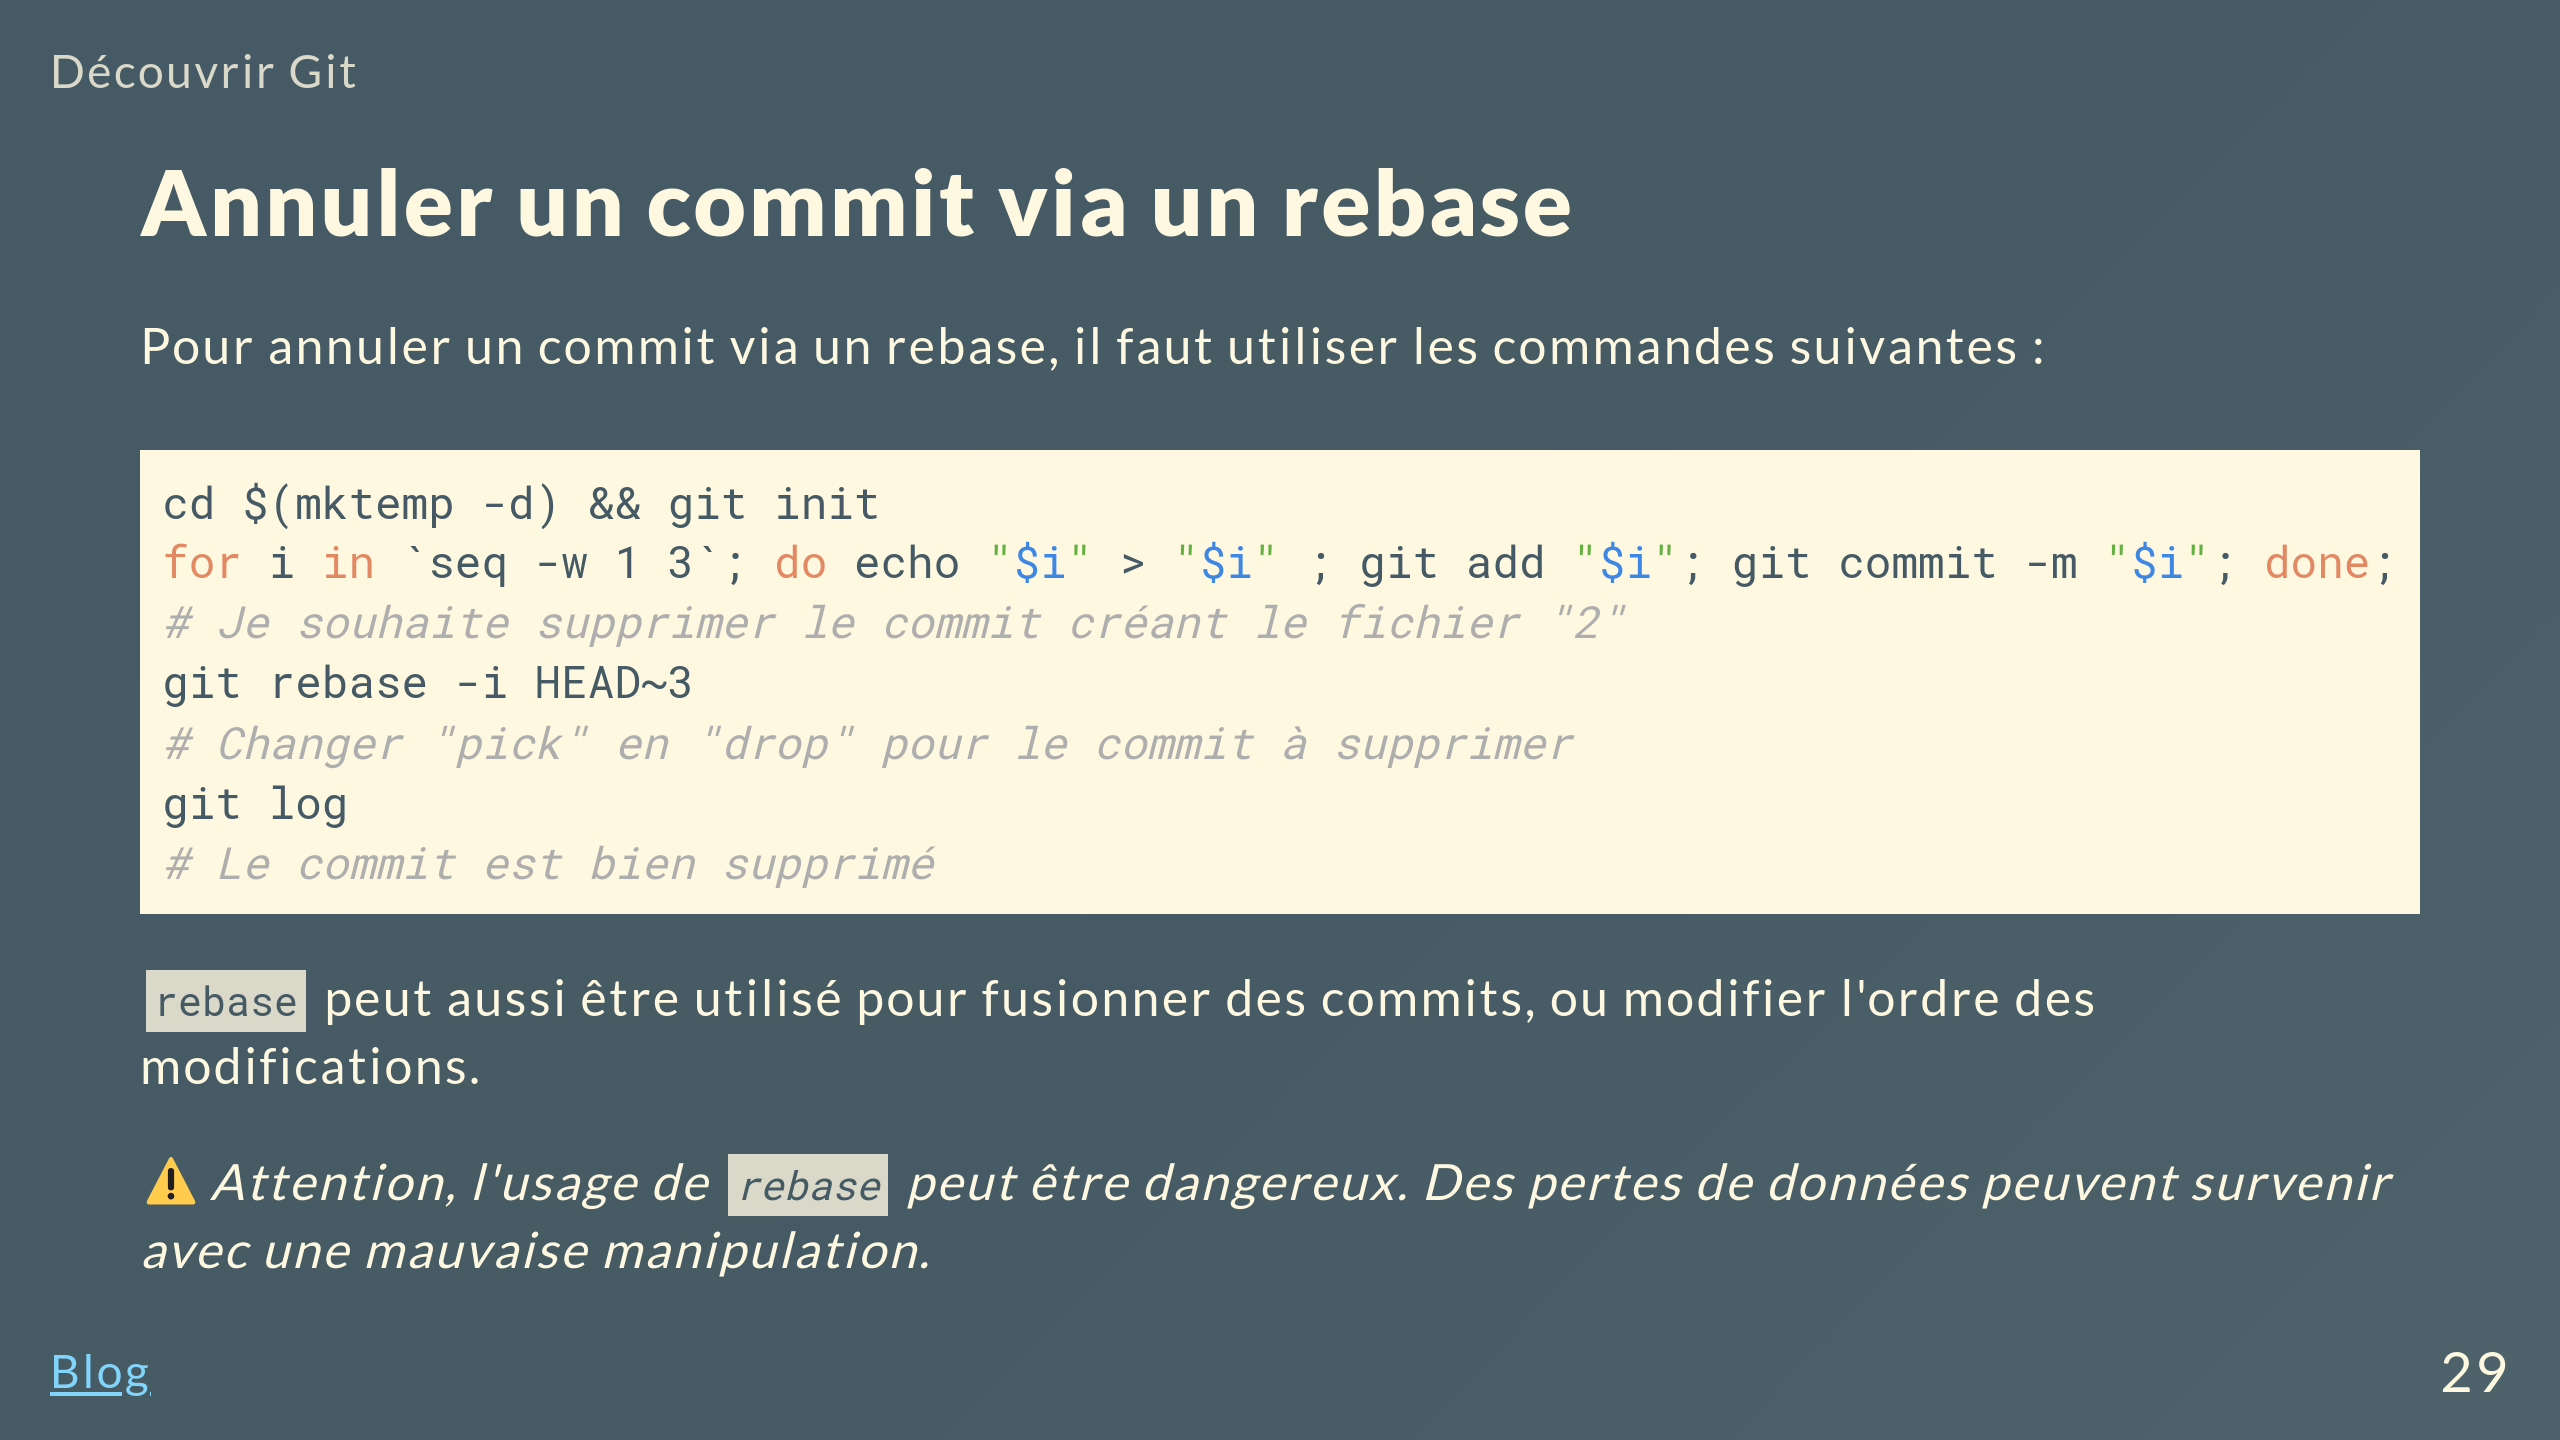 Découvrir Git
Annuler un commit via un rebase
Pour annuler un commit via un rebase, il faut utiliser les commandes suivantes :
cd $(mktemp -d) && git init
for i in `seq -w 1 3`; do echo "$i" > "$i" ; git add "$i"; git commit -m "$i"; done;
# Je souhaite supprimer le commit créant le fichier "2"
git rebase -i HEAD~3
# Changer "pick" en "drop" pour le commit à supprimer
git log
# Le commit est bien supprimé
rebase peut aussi être utilisé pour fusionner des commits, ou modifier l'ordre des
modifications.
⚠️ Attention, l'usage de rebase peut être dangereux. Des pertes de données peuvent survenir
avec une mauvaise manipulation.
Blog
29